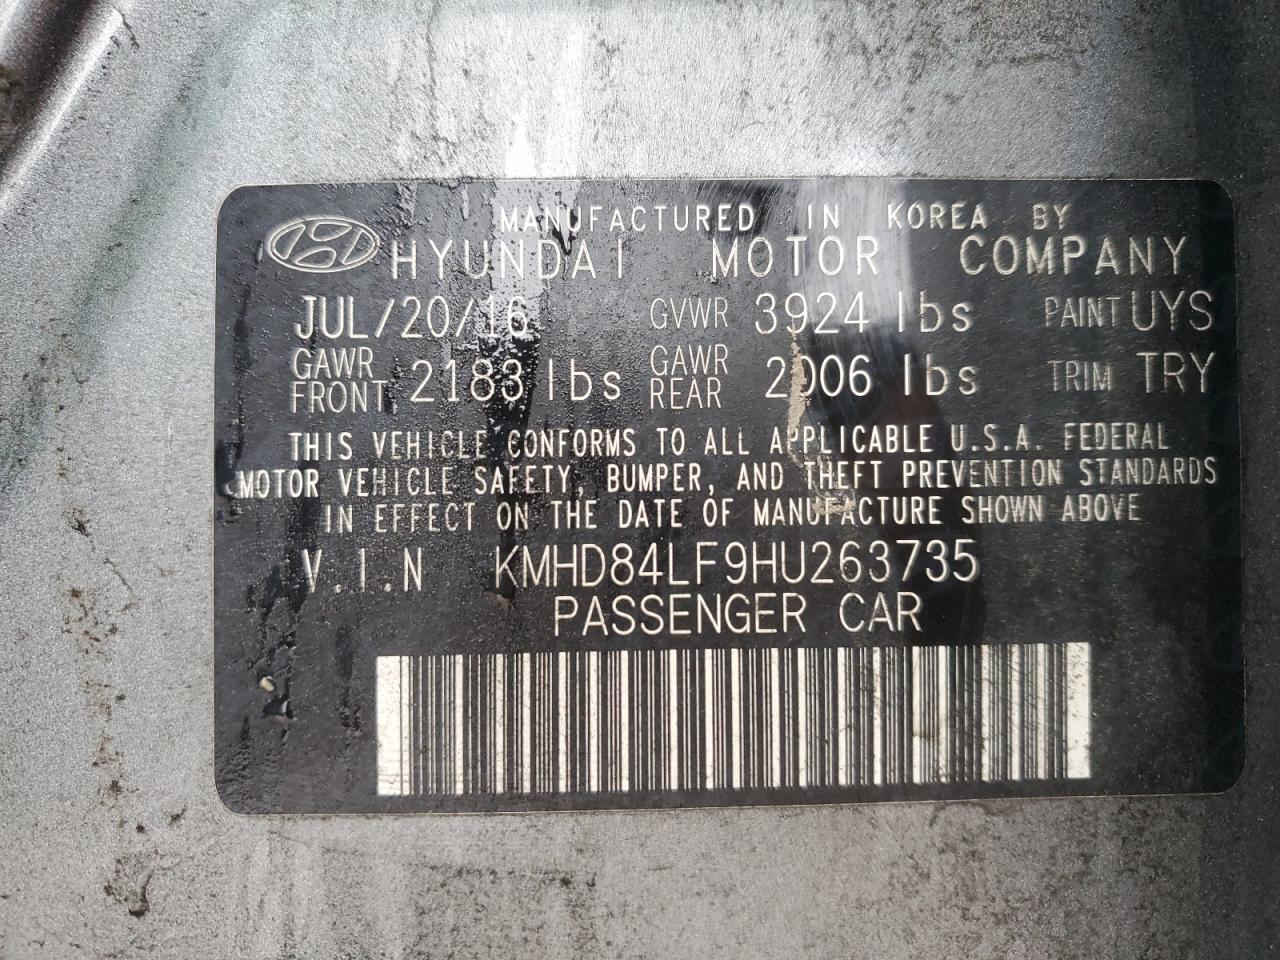 MANUFACTURED IN KOREA BY
HYUNDAI MOTOR COMPANY
JUL/20/16 GVWR 3924 lbs PAINT UYS
GAWR FRONT 2183 lbs GAWR REAR 2006 lbs TRIM TRY
THIS VEHICLE CONFORMS TO ALL APPLICABLE U.S.A. FEDERAL
MOTOR VEHICLE SAFETY, BUMPER, AND THEFT PREVENTION STANDARDS
IN EFFECT ON THE DATE OF MANUFACTURE SHOWN ABOVE
V.I.N KMHD84LF9HU263735
PASSENGER CAR